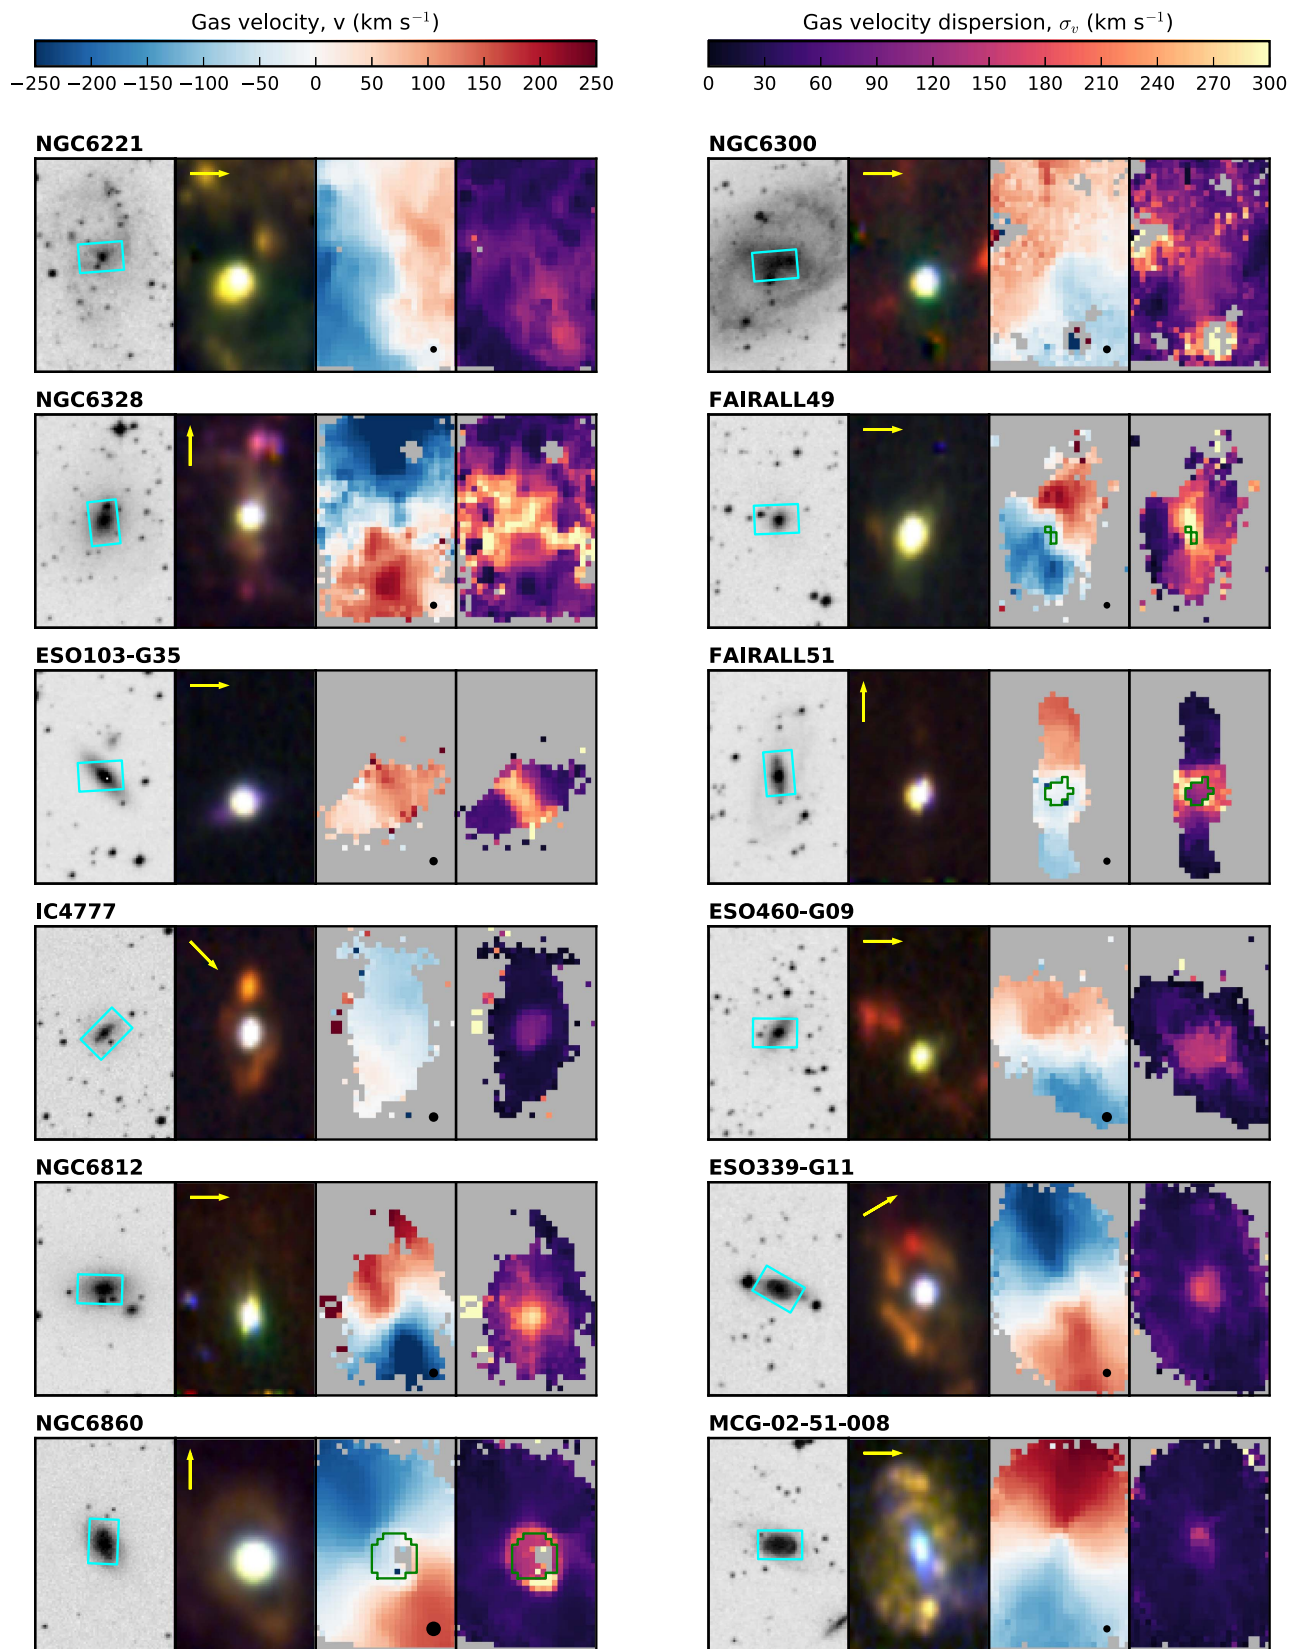 Gas velocity, v (km s⁻¹)
−250 −200 −150 −100 −50 0 50 100 150 200 250
Gas velocity dispersion, σᵥ (km s⁻¹)
0 30 60 90 120 150 180 210 240 270 300
NGC6221
NGC6300
NGC6328
FAIRALL49
ESO103-G35
FAIRALL51
IC4777
ESO460-G09
NGC6812
ESO339-G11
NGC6860
MCG-02-51-008